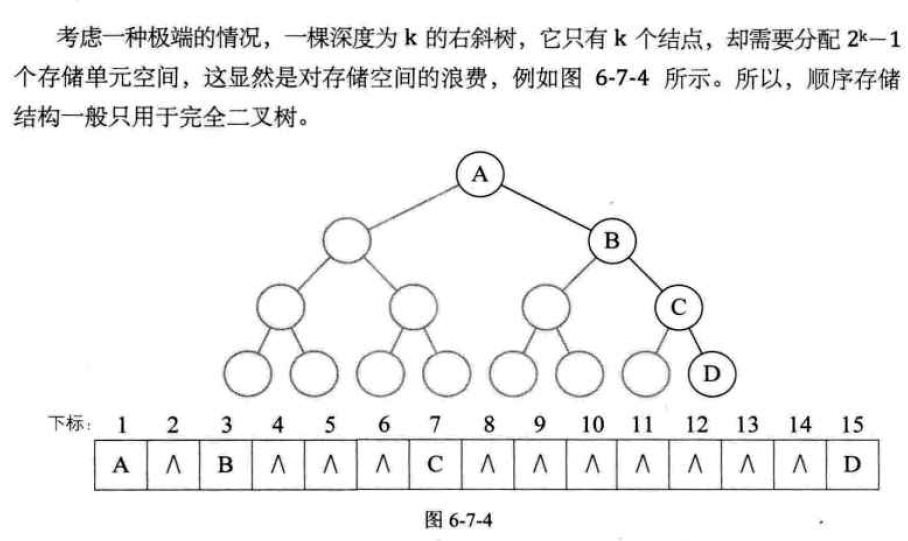 考虑一种极端的情况，一棵深度为 k 的右斜树，它只有 k 个结点，却需要分配 2ᵏ−1
个存储单元空间，这显然是对存储空间的浪费，例如图 6-7-4 所示。所以，顺序存储
结构一般只用于完全二叉树。
A
B
C
D
下标： 1 2 3 4 5 6 7 8 9 10 11 12 13 14 15
A ∧ B ∧ ∧ ∧ C ∧ ∧ ∧ ∧ ∧ ∧ ∧ D
图 6-7-4